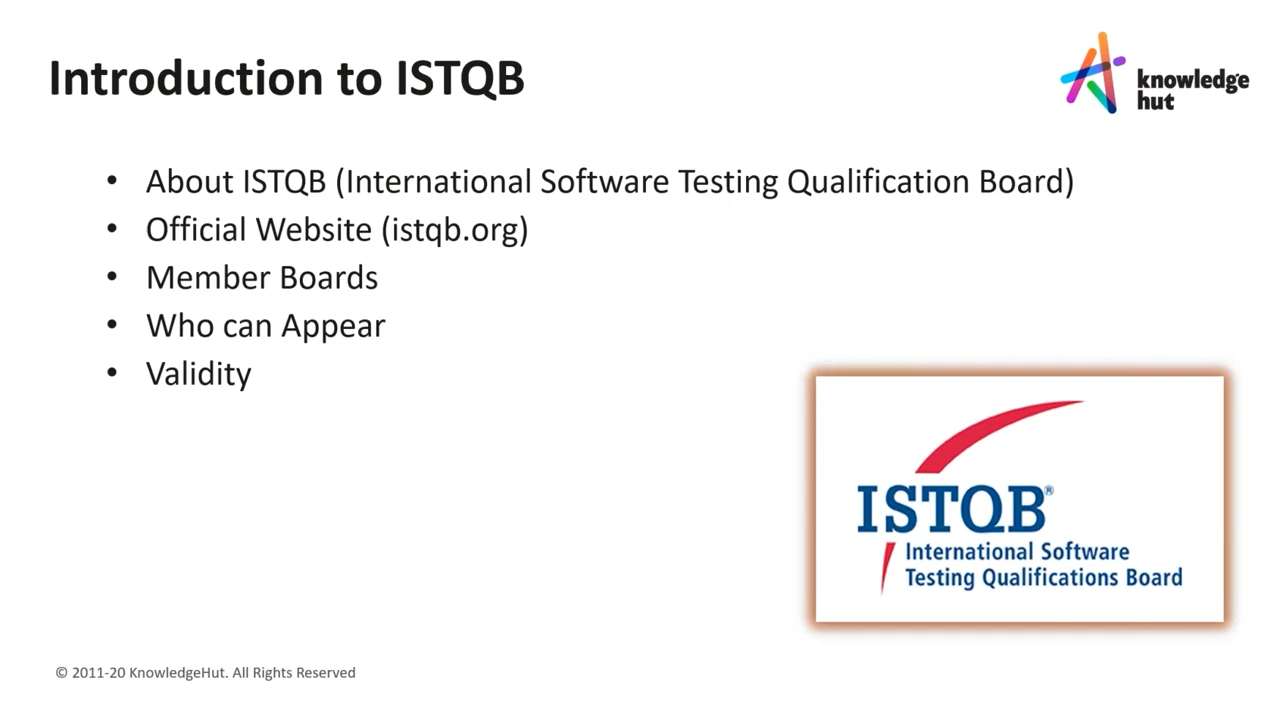 Introduction to ISTQB
knowledge
hut
• About ISTQB (International Software Testing Qualification Board)
• Official Website (istqb.org)
• Member Boards
• Who can Appear
• Validity
ISTQB®
International Software
Testing Qualifications Board
© 2011-20 KnowledgeHut. All Rights Reserved